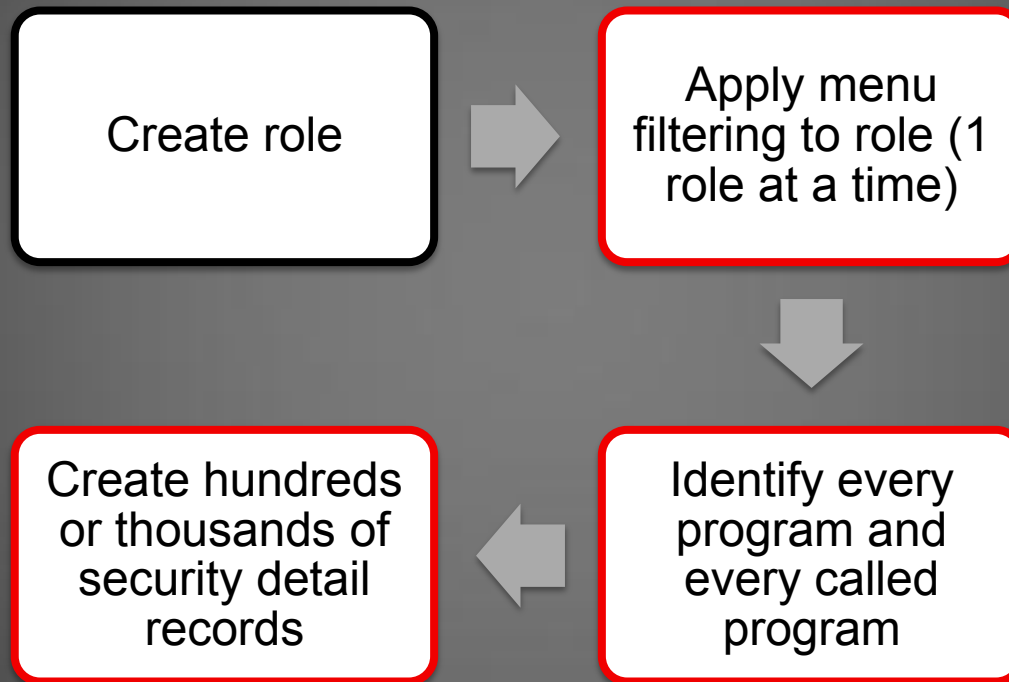 Create role
Apply menu
filtering to role (1
role at a time)
Identify every
program and
every called
program
Create hundreds
or thousands of
security detail
records